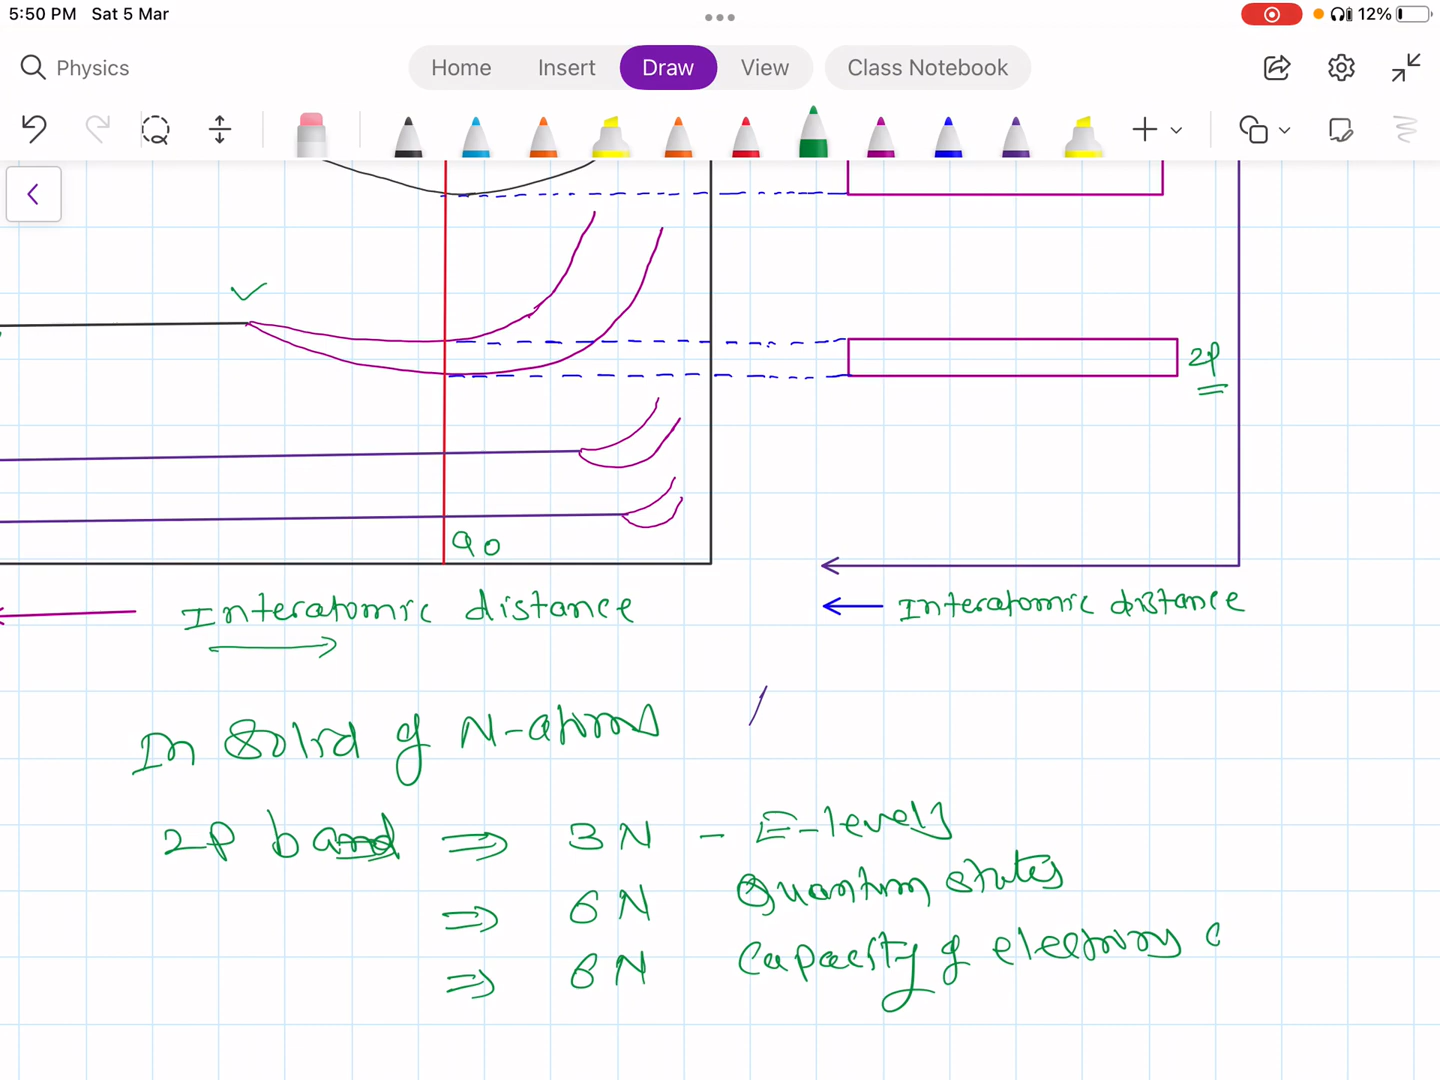 5:50 PM Sat 5 Mar
12%
Physics
Home Insert Draw View Class Notebook
2P
a0
Interatomic distance
Interatomic distance
In Solid of N-atoms
2P band ⇒ 3N - E-levels
⇒ 6N Quantum states
⇒ 6N Capacity of electrons c